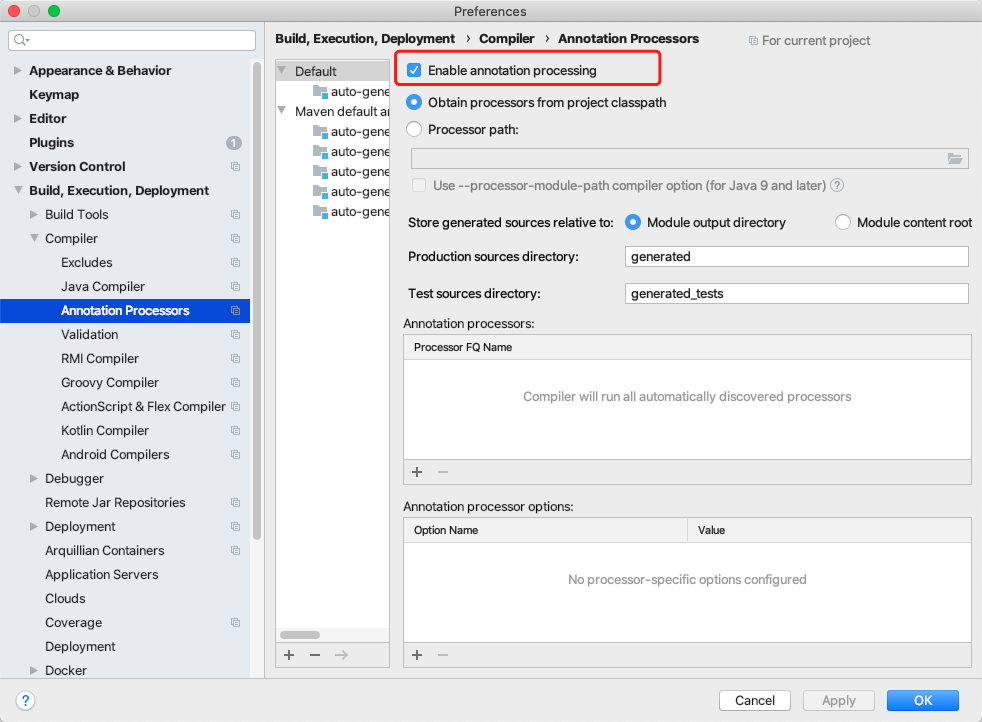 Preferences
Appearance & Behavior
Keymap
Editor
Plugins 1
Version Control
Build, Execution, Deployment
Build Tools
Compiler
Excludes
Java Compiler
Annotation Processors
Validation
RMI Compiler
Groovy Compiler
ActionScript & Flex Compiler
Kotlin Compiler
Android Compilers
Debugger
Remote Jar Repositories
Deployment
Arquillian Containers
Application Servers
Clouds
Coverage
Deployment
Docker
Build, Execution, Deployment › Compiler › Annotation Processors
For current project
Default
auto-gene
Maven default an
auto-gene
auto-gene
auto-gene
auto-gene
auto-gene
Enable annotation processing
Obtain processors from project classpath
Processor path:
Use --processor-module-path compiler option (for Java 9 and later) ?
Store generated sources relative to: Module output directory Module content root
Production sources directory: generated
Test sources directory: generated_tests
Annotation processors:
Processor FQ Name
Compiler will run all automatically discovered processors
Annotation processor options:
Option Name Value
No processor-specific options configured
? Cancel Apply OK